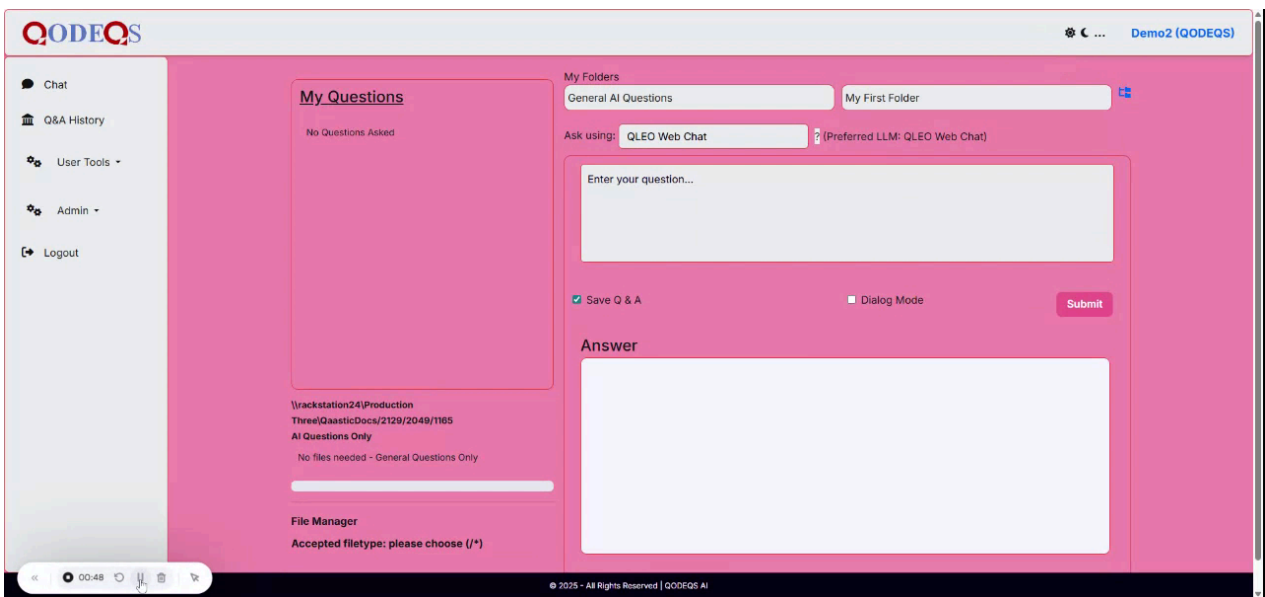 QODEQS
... Demo2 (QODEQS)
Chat
Q&A History
User Tools
Admin
Logout
My Questions
No Questions Asked
\\rackstation24\Production
Three\QaasticDocs/2129/2049/1165
AI Questions Only
No files needed - General Questions Only
File Manager
Accepted filetype: please choose (/*)
My Folders
General AI Questions
My First Folder
Ask using: QLEO Web Chat ? (Preferred LLM: QLEO Web Chat)
Enter your question...
Save Q & A
Dialog Mode
Submit
Answer
00:48
© 2025 - All Rights Reserved | QODEQS AI